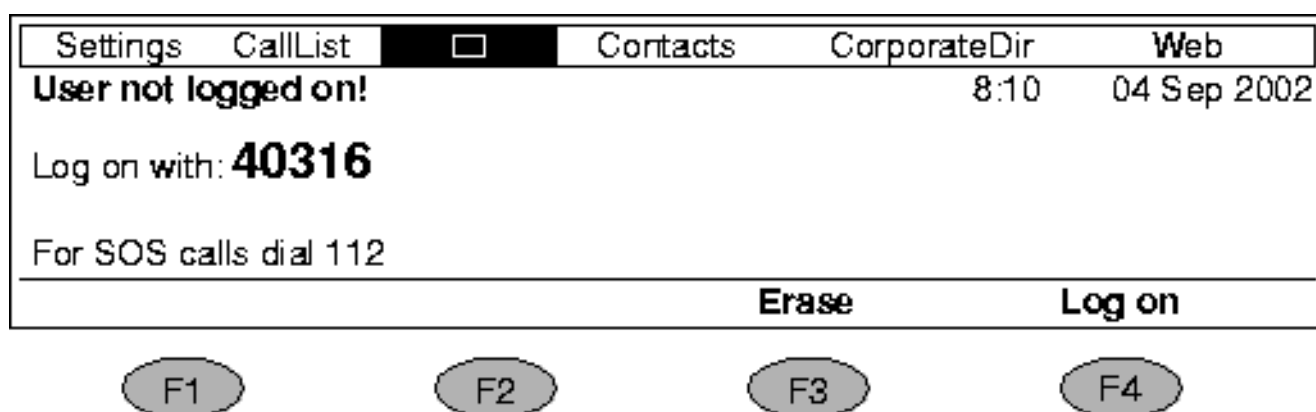 Settings CallList Contacts CorporateDir Web
User not logged on! 8:10 04 Sep 2002
Log on with: 40316
For SOS calls dial 112
Erase Log on
F1 F2 F3 F4